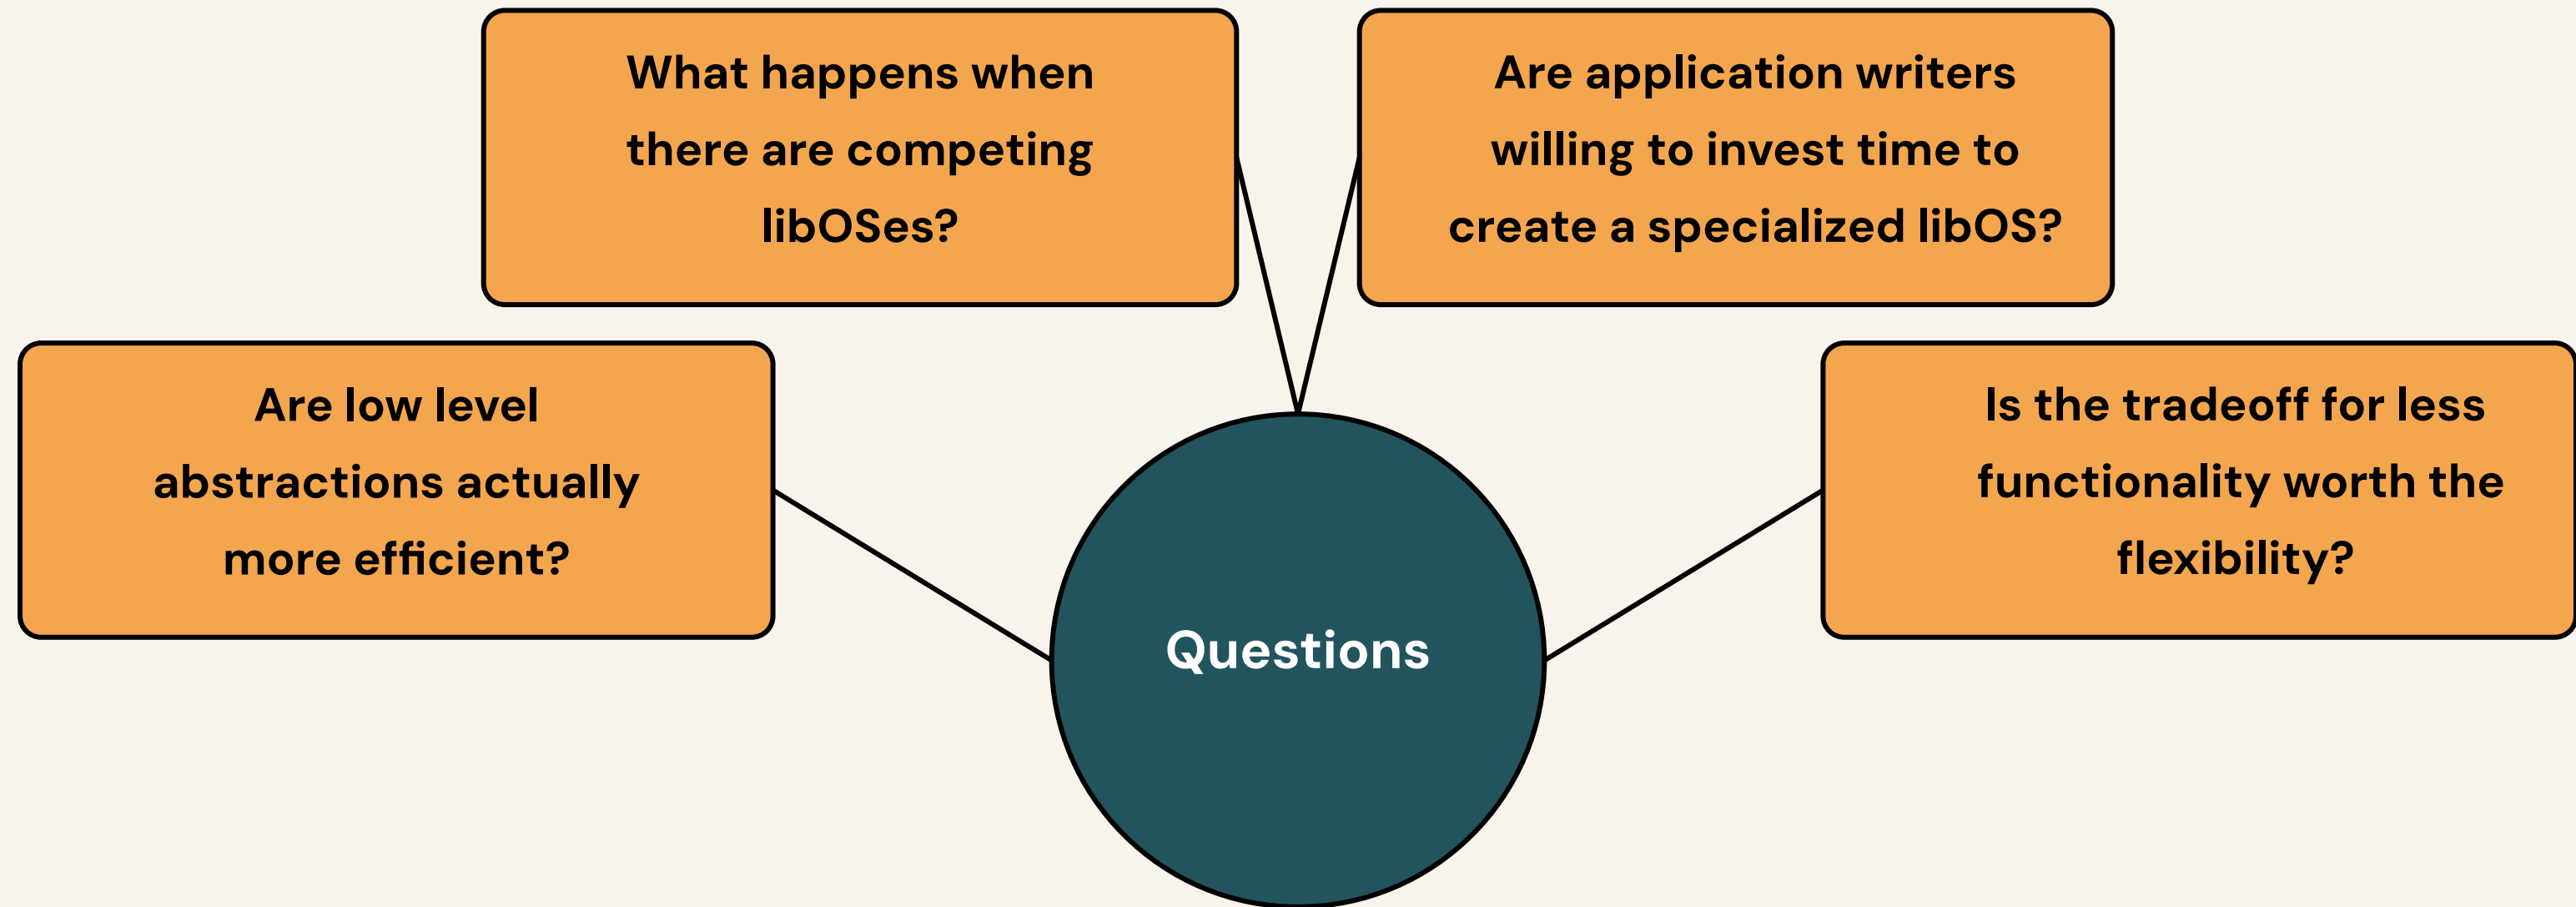 What happens when
there are competing
libOSes?
Are application writers
willing to invest time to
create a specialized libOS?
Are low level
abstractions actually
more efficient?
Is the tradeoff for less
functionality worth the
flexibility?
Questions